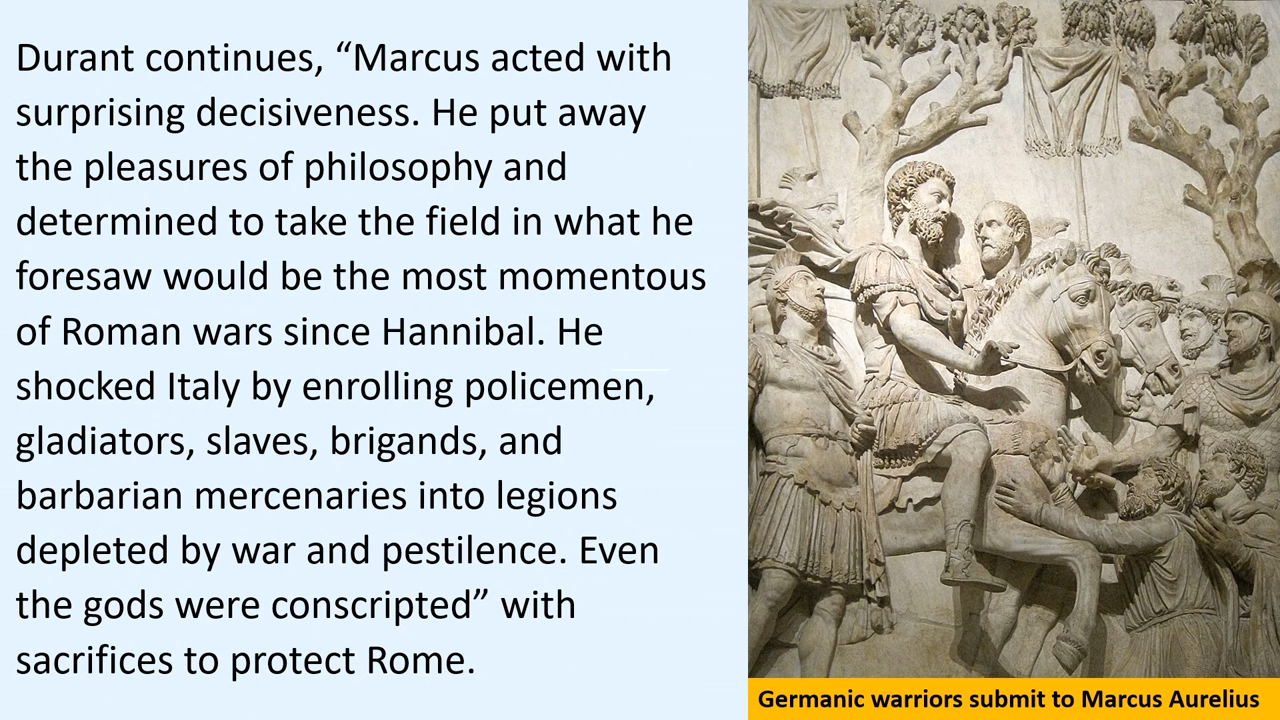 Durant continues, “Marcus acted with
surprising decisiveness. He put away
the pleasures of philosophy and
determined to take the field in what he
foresaw would be the most momentous
of Roman wars since Hannibal. He
shocked Italy by enrolling policemen,
gladiators, slaves, brigands, and
barbarian mercenaries into legions
depleted by war and pestilence. Even
the gods were conscripted” with
sacrifices to protect Rome.
Germanic warriors submit to Marcus Aurelius